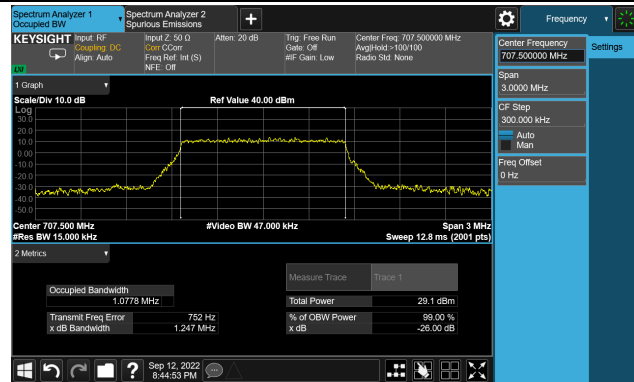 Spectrum Analyzer 1
Occupied BW
Spectrum Analyzer 2
Spurious Emissions
+
Frequency
KEYSIGHT
Input: RF
Coupling: DC
Align: Auto
Input Z: 50 Ω
Corr CCorr
Freq Ref: Int (S)
NFE: Off
Atten: 20 dB
Trig: Free Run
Gate: Off
#IF Gain: Low
Center Freq: 707.500000 MHz
Avg|Hold:>100/100
Radio Std: None
LXI
Center Frequency
707.500000 MHz
Settings
Span
3.0000 MHz
CF Step
300.000 kHz
Auto
Man
Freq Offset
0 Hz
1 Graph
Scale/Div 10.0 dB
Ref Value 40.00 dBm
Log
30.0
20.0
10.0
0.00
-10.0
-20.0
-30.0
-40.0
-50.0
Center 707.500 MHz
#Video BW 47.000 kHz
Span 3 MHz
#Res BW 15.000 kHz
Sweep 12.8 ms (2001 pts)
2 Metrics
Measure Trace
Trace 1
Occupied Bandwidth
1.0778 MHz
Total Power
29.1 dBm
Transmit Freq Error
752 Hz
% of OBW Power
99.00 %
x dB Bandwidth
1.247 MHz
x dB
-26.00 dB
?
Sep 12, 2022
8:44:53 PM